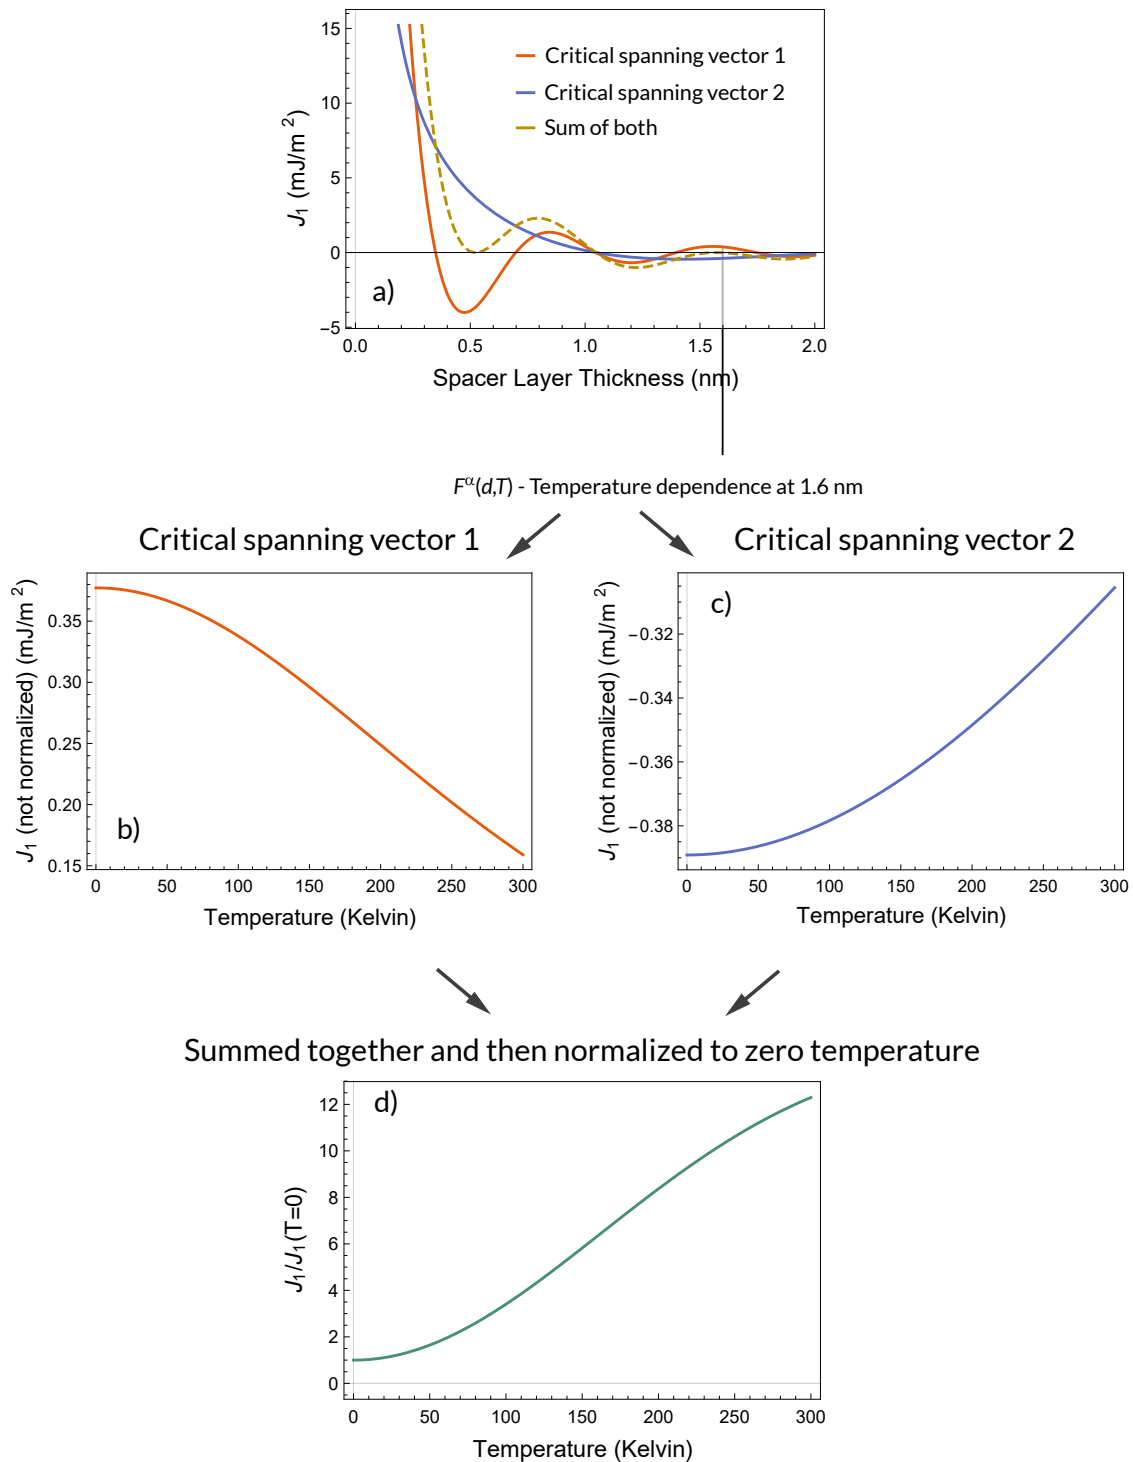 15
10
5
0
−5
J1 (mJ/m 2)
Critical spanning vector 1
Critical spanning vector 2
Sum of both
a)
0.0 0.5 1.0 1.5 2.0
Spacer Layer Thickness (nm)
Fα(d,T) - Temperature dependence at 1.6 nm
Critical spanning vector 1
0.35
0.30
0.25
0.20
0.15
J1 (not normalized) (mJ/m 2)
b)
0 50 100 150 200 250 300
Temperature (Kelvin)
Critical spanning vector 2
c)
−0.32
−0.34
−0.36
−0.38
J1 (not normalized) (mJ/m 2)
0 50 100 150 200 250 300
Temperature (Kelvin)
Summed together and then normalized to zero temperature
d)
12
10
8
6
4
2
0
J1/J1(T=0)
0 50 100 150 200 250 300
Temperature (Kelvin)